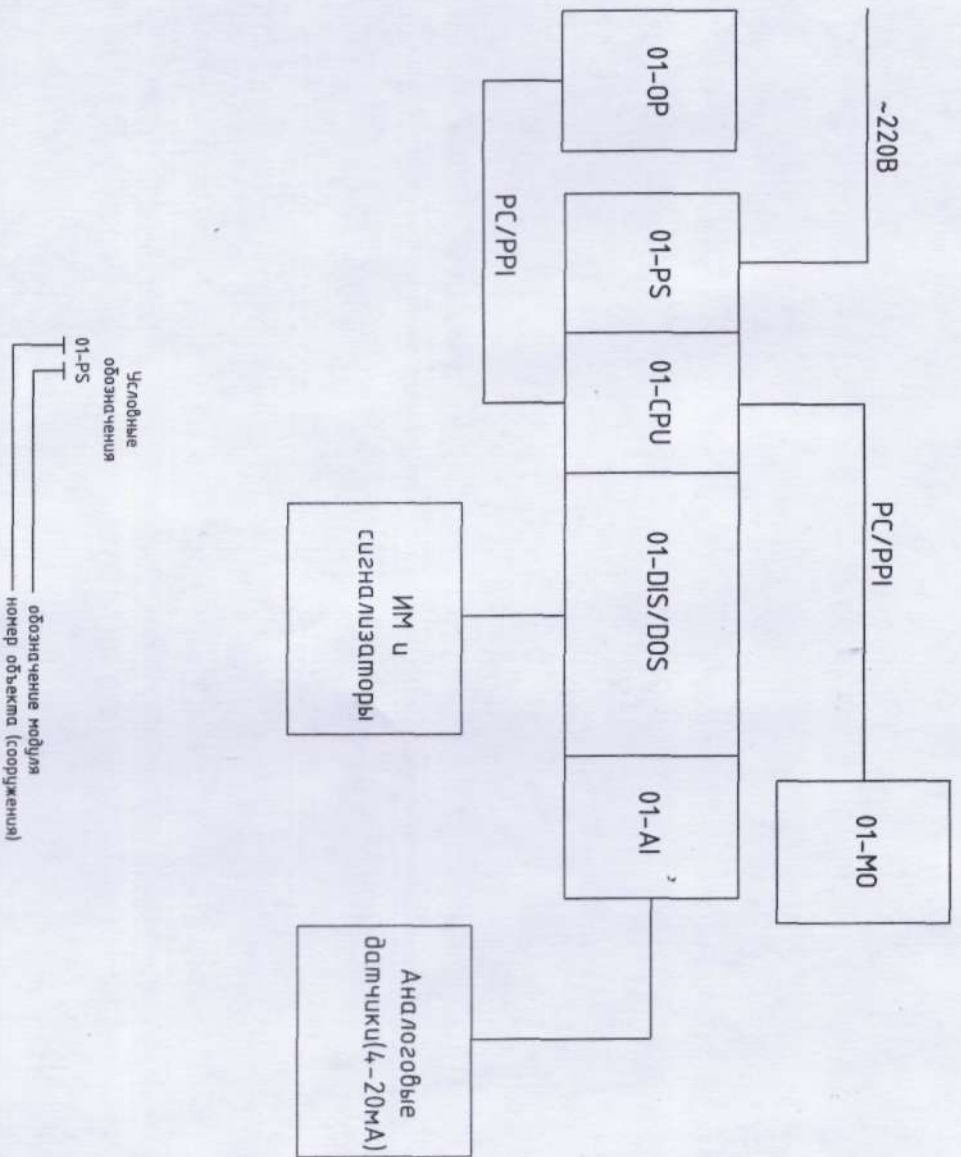 ~220В
PC/PPI
01-МО
01-OP
01-PS
01-CPU
01-DIS/DOS
01-AI
PC/PPI
ИМ и
сигнализаторы
Аналоговые
датчики(4-20мА)
Условные
обозначения
01-PS
обозначение модуля
номер объекта (сооружения)